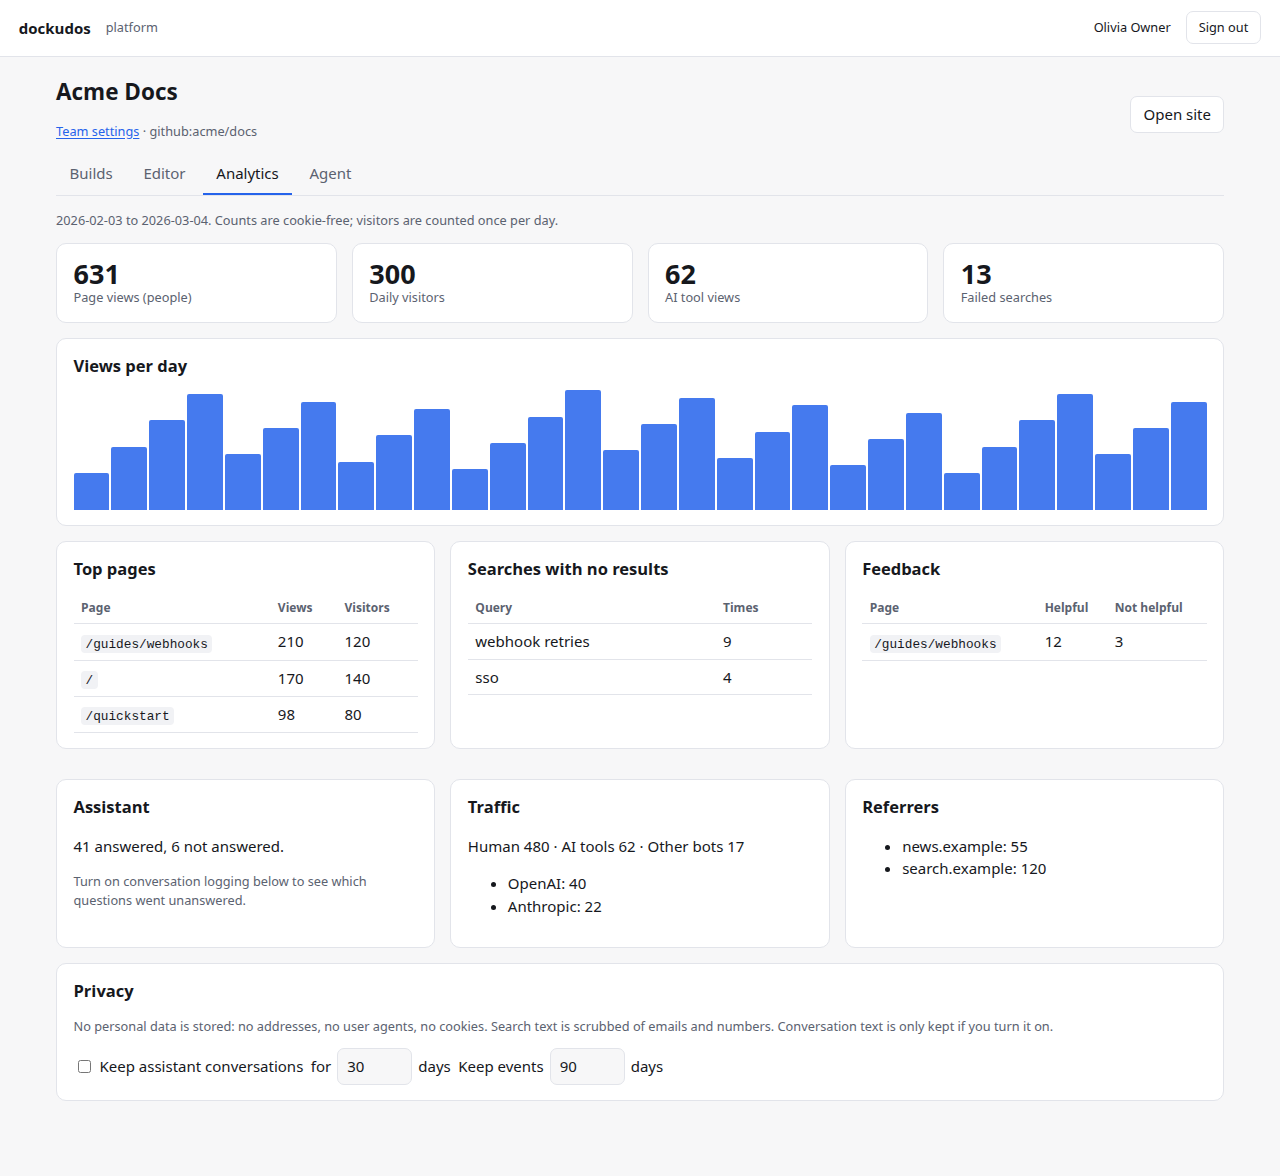 dockudos platform Olivia Owner Sign out
Acme Docs
Open site
Team settings · github:acme/docs
Builds Editor Analytics Agent
2026-02-03 to 2026-03-04. Counts are cookie-free; visitors are counted once per day.
631 300 62 13
Page views (people) Daily visitors AI tool views Failed searches
Views per day
Top pages
Page Views Visitors
/guides/webhooks 210 120
/ 170 140
/quickstart 98 80
Searches with no results
Query Times
webhook retries 9
sso 4
Feedback
Page Helpful Not helpful
/guides/webhooks 12 3
Assistant
41 answered, 6 not answered.
Turn on conversation logging below to see which
questions went unanswered.
Traffic
Human 480 · AI tools 62 · Other bots 17
• OpenAI: 40
• Anthropic: 22
Referrers
• news.example: 55
• search.example: 120
Privacy
No personal data is stored: no addresses, no user agents, no cookies. Search text is scrubbed of emails and numbers. Conversation text is only kept if you turn it on.
Keep assistant conversations for 30 days Keep events 90 days